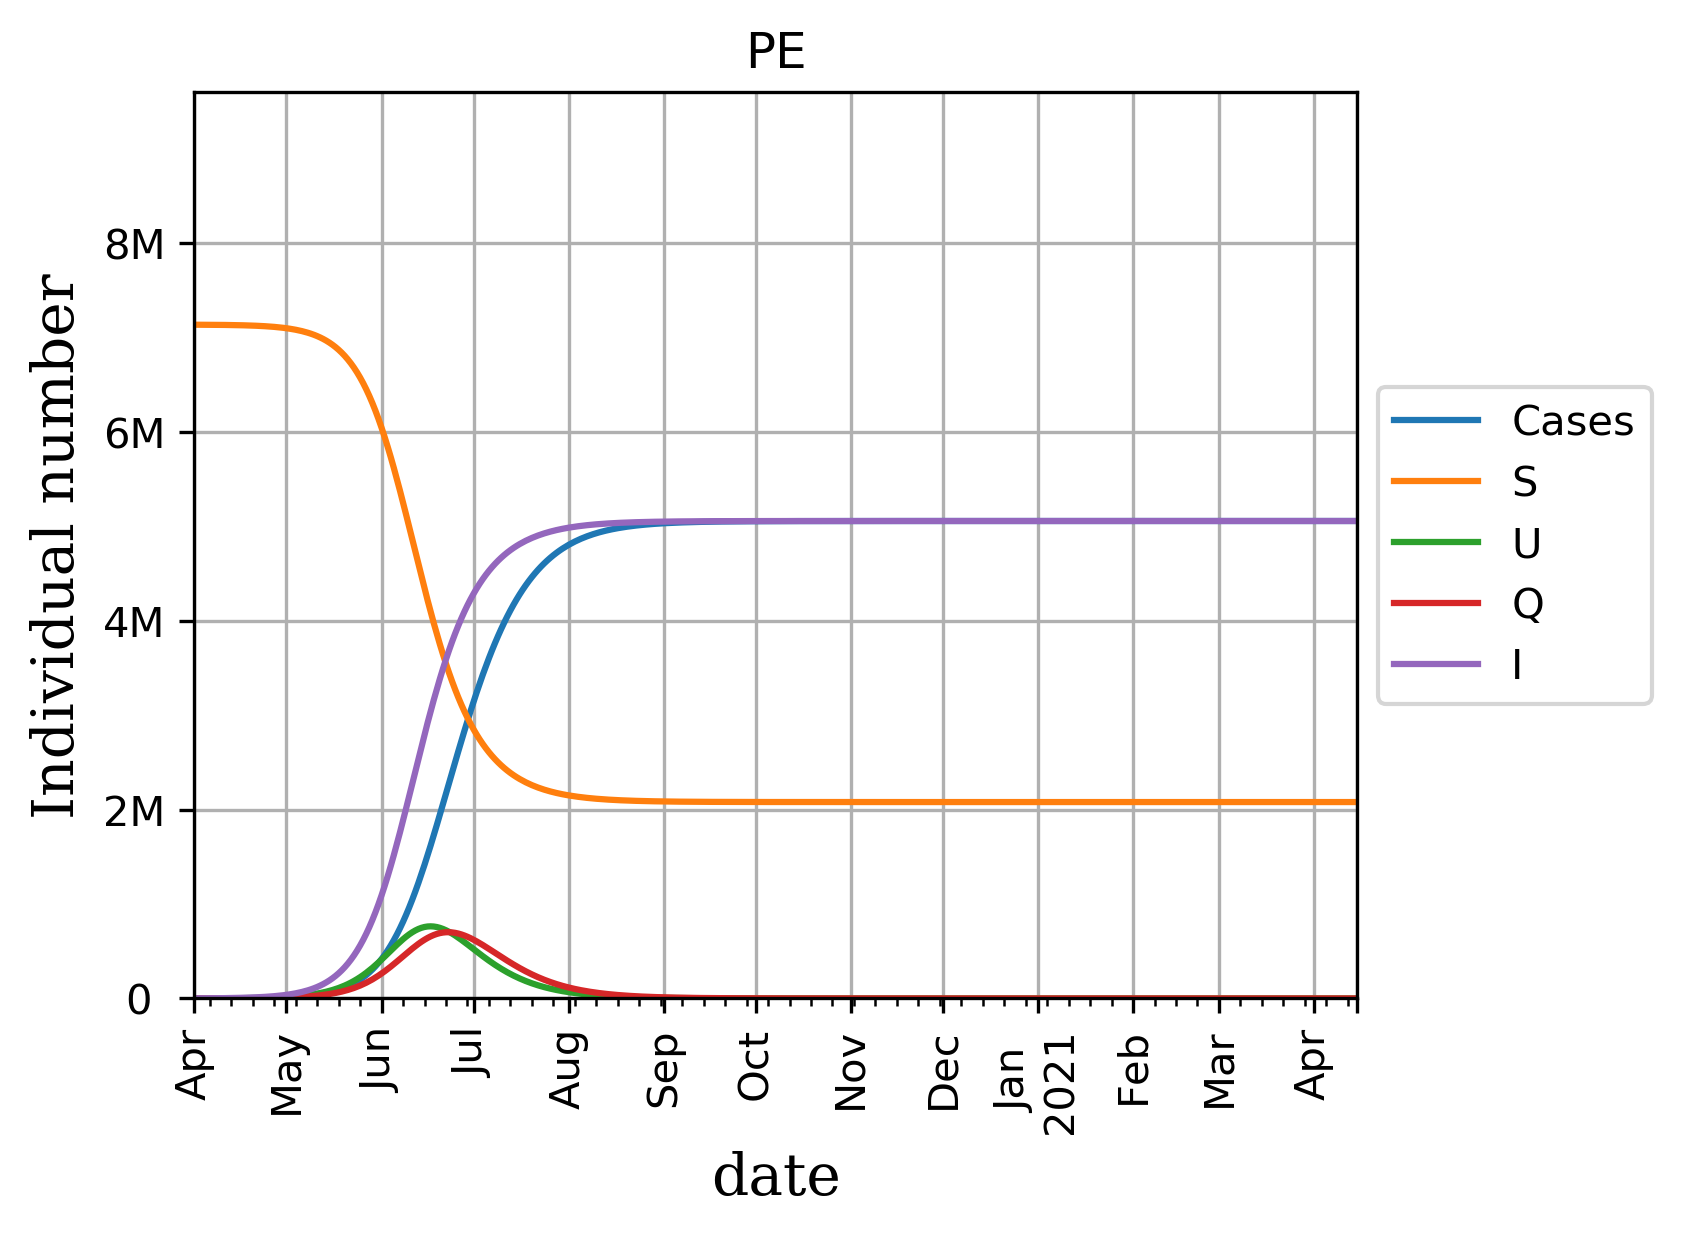 PE
Individual number
8M
6M
4M
2M
0
Apr
May
Jun
Jul
Aug
Sep
Oct
Nov
Dec
Jan
2021
Feb
Mar
Apr
date
Cases
S
U
Q
I